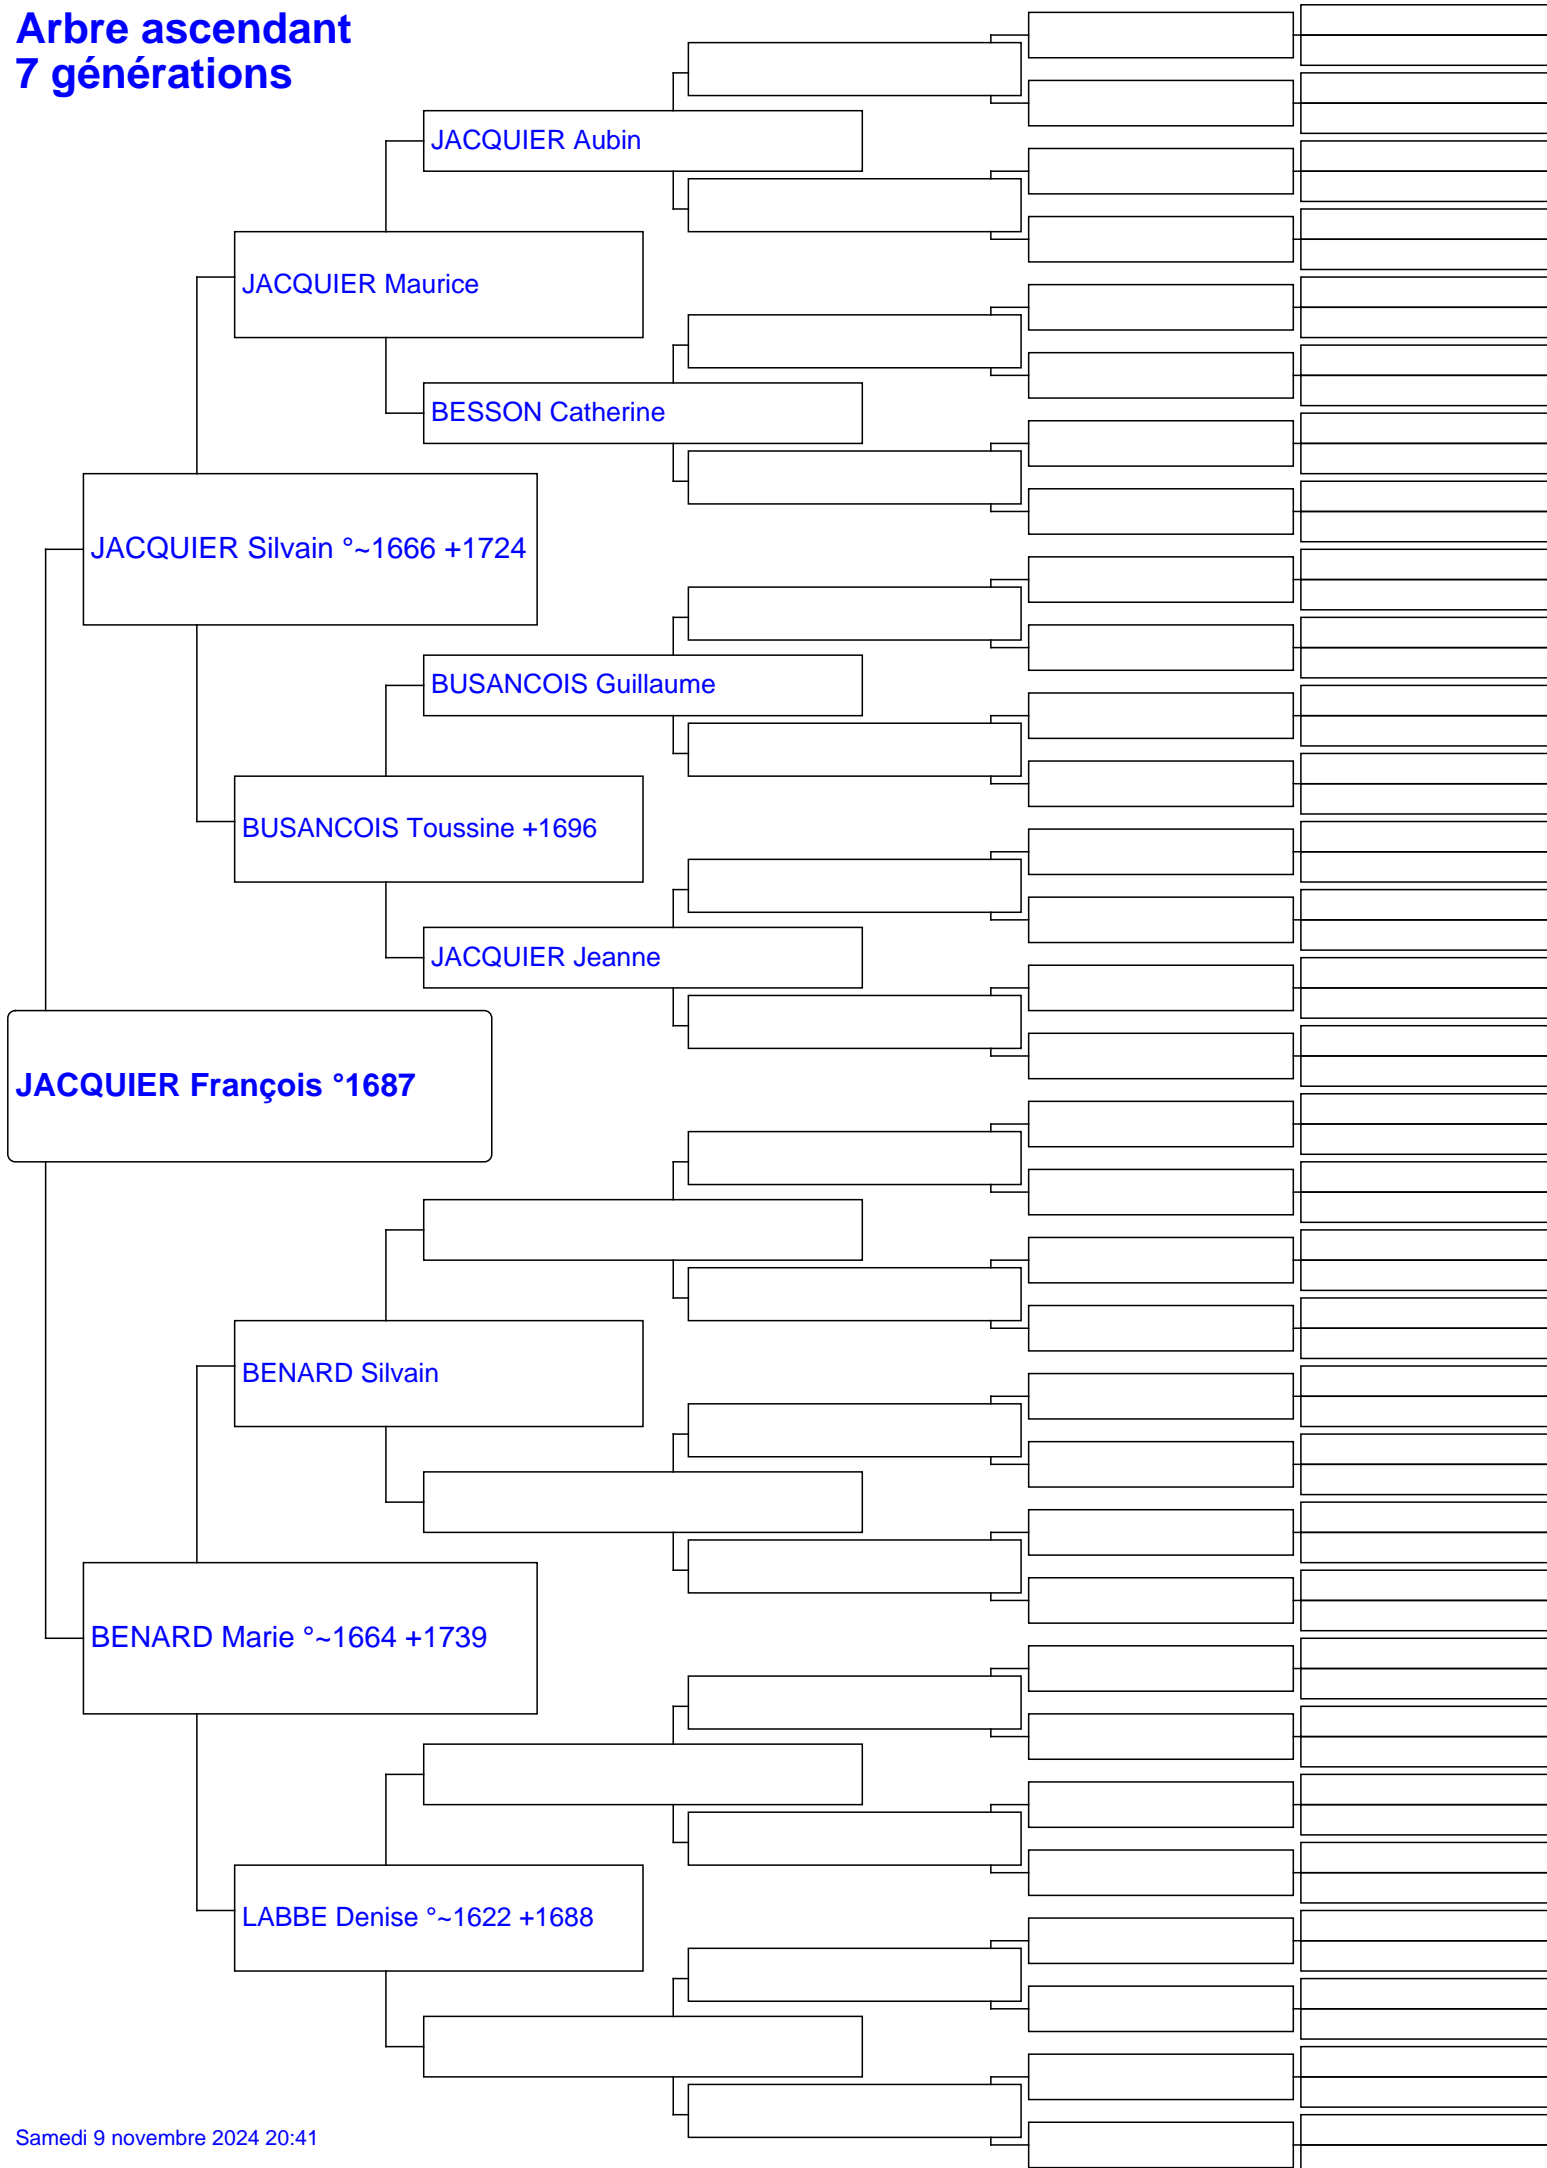 Arbre ascendant
7 générations
JACQUIER Aubin
JACQUIER Maurice
BESSON Catherine
JACQUIER Silvain °~1666 +1724
BUSANCOIS Guillaume
BUSANCOIS Toussine +1696
JACQUIER Jeanne
JACQUIER François °1687
BENARD Silvain
BENARD Marie °~1664 +1739
LABBE Denise °~1622 +1688
Samedi 9 novembre 2024 20:41